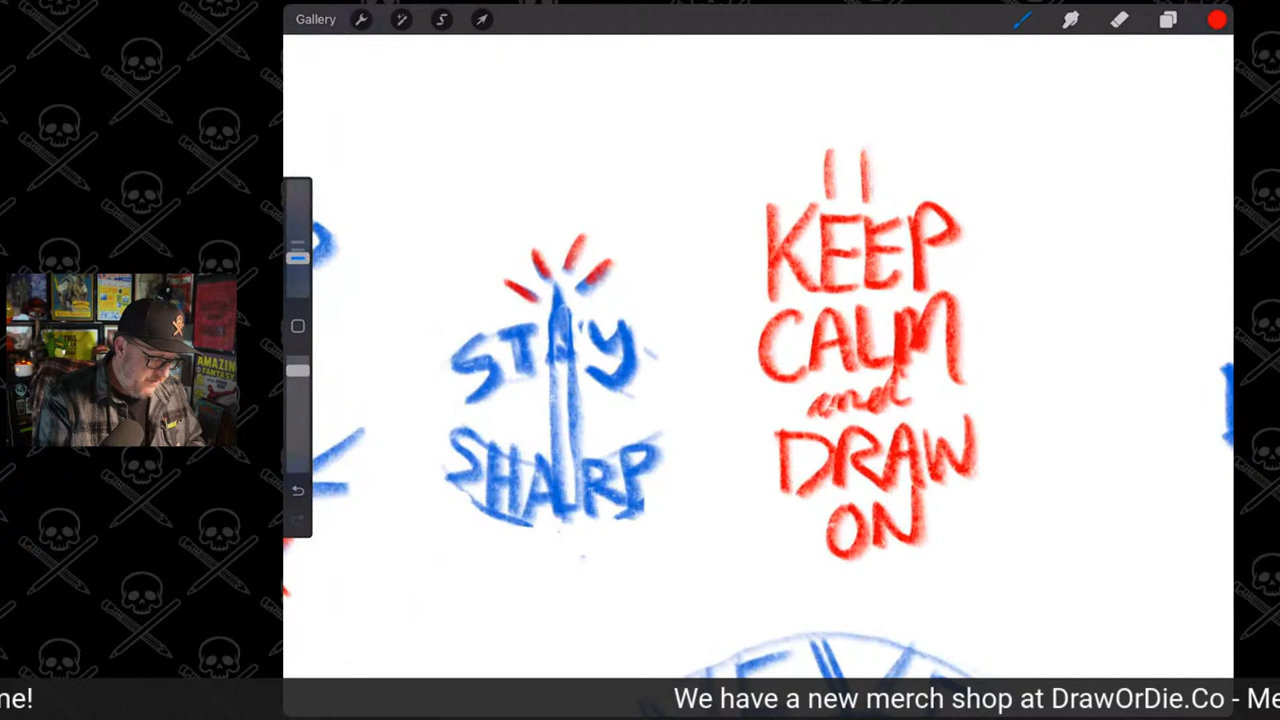 Gallery
KEEP
CALM
and
DRAW
ON
STAY
SHARP
AMAZING
FANTASY
me!
We have a new merch shop at DrawOrDie.Co - Me